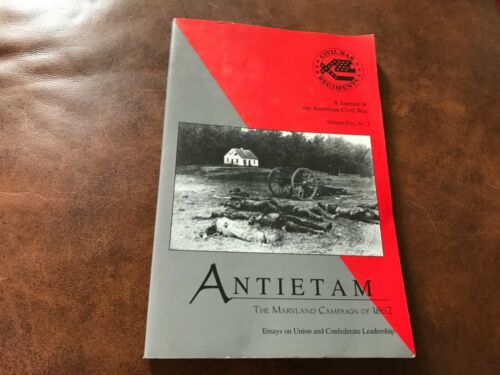 CIVIL WAR
REGIMENTS
A Journal of
the American Civil War
Volume Five, No. 3
ANTIETAM
THE MARYLAND CAMPAIGN OF 1862
Essays on Union and Confederate Leadership